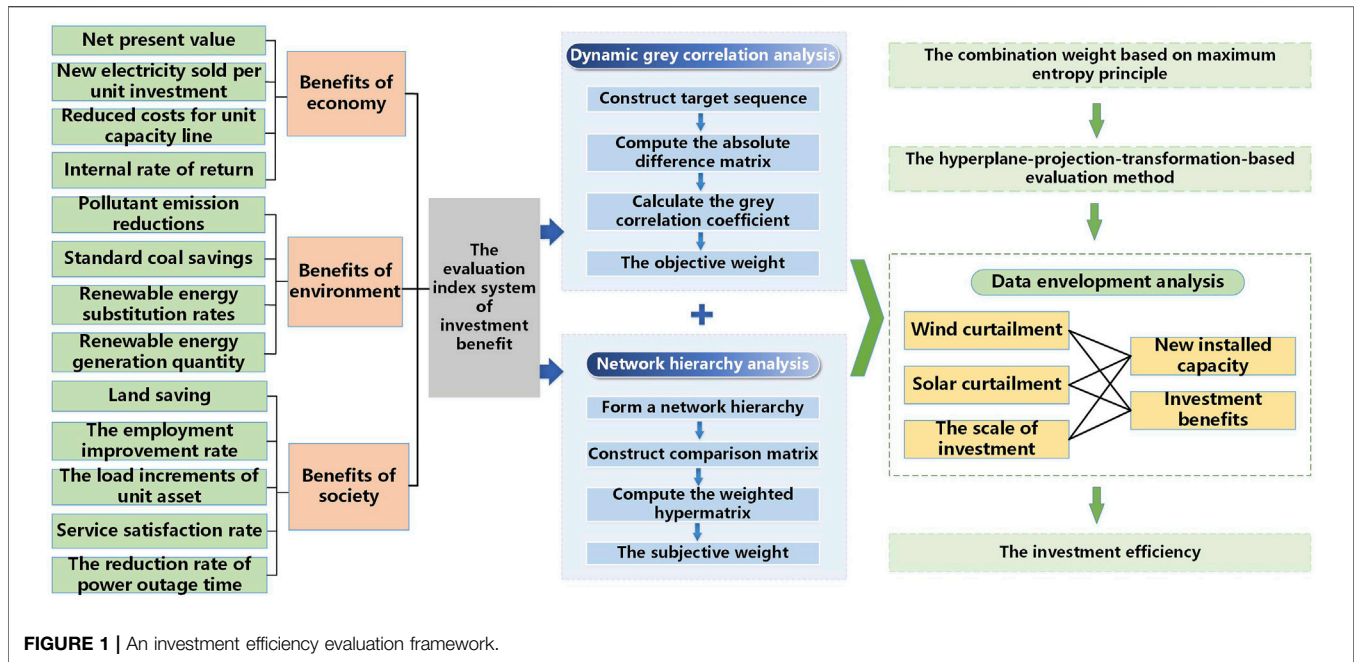 Net present value
New electricity sold per
unit investment
Reduced costs for unit
capacity line
Internal rate of return
Pollutant emission
reductions
Standard coal savings
Renewable energy
substitution rates
Renewable energy
generation quantity
Land saving
The employment
improvement rate
The load increments of
unit asset
Service satisfaction rate
The reduction rate of
power outage time
Benefits of
economy
Benefits of
environment
Benefits of
society
The
evaluation
index system
of
investment
benefit
Dynamic grey correlation analysis
Construct target sequence
Compute the absolute
difference matrix
Calculate the grey
correlation coefficient
The objective weight
+
Network hierarchy analysis
Form a network hierarchy
Construct comparison matrix
Compute the weighted
hypermatrix
The subjective weight
The combination weight based on maximum
entropy principle
The hyperplane-projection-transformation-based
evaluation method
Data envelopment analysis
Wind curtailment
Solar curtailment
The scale of
investment
New installed
capacity
Investment
benefits
The investment efficiency
FIGURE 1 | An investment efficiency evaluation framework.